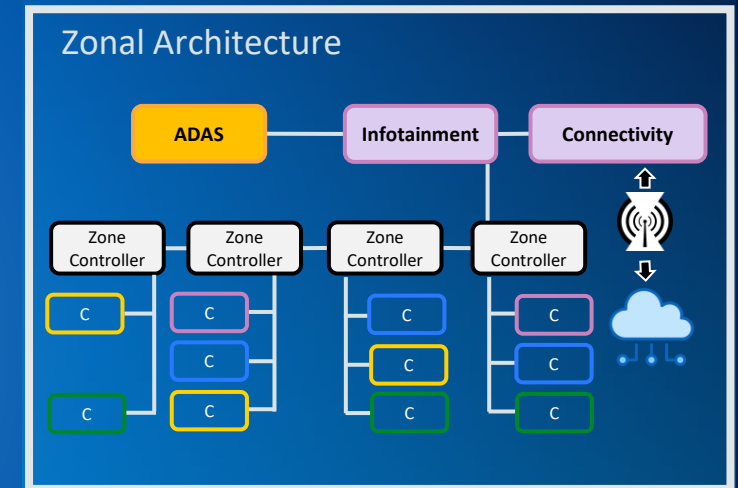 Zonal Architecture
ADAS
Infotainment
Connectivity
Zone
Controller
Zone
Controller
Zone
Controller
Zone
Controller
C
C
C
C
C
C
C
C
C
C
C